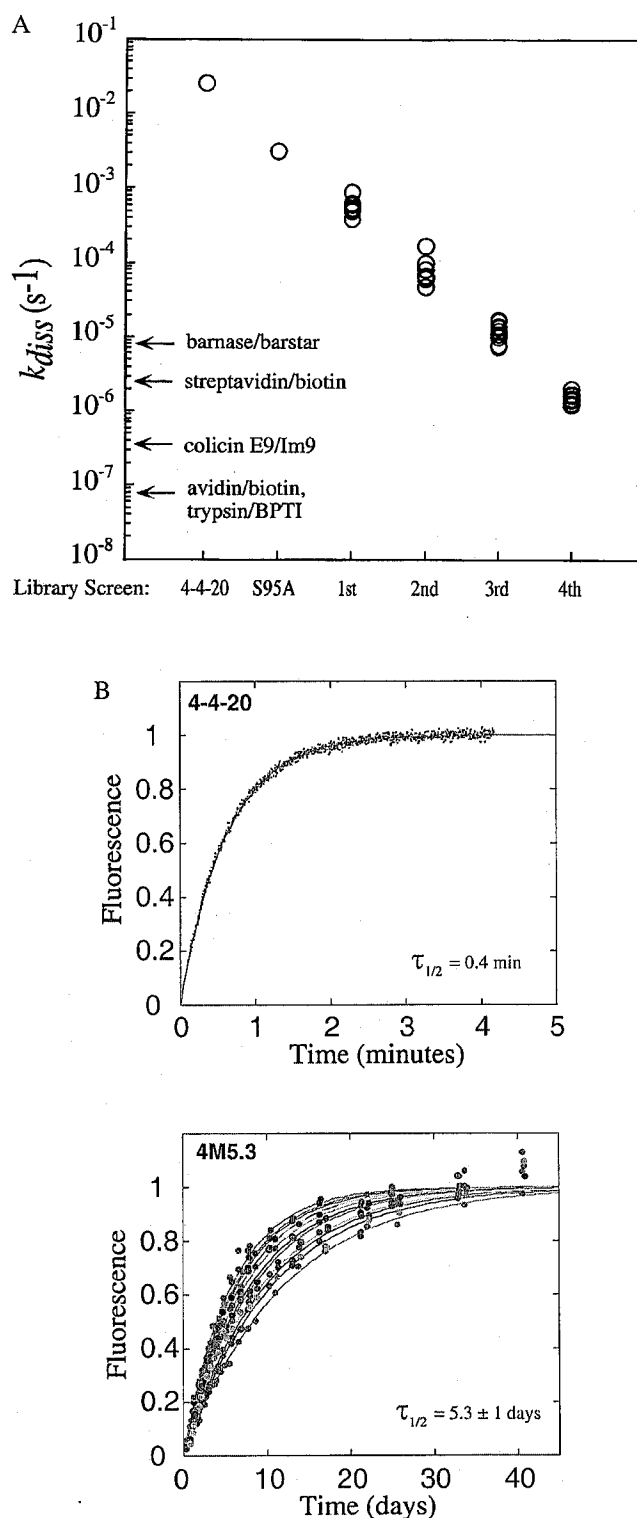 A
10⁻¹
10⁻²
10⁻³
10⁻⁴
10⁻⁵
10⁻⁶
10⁻⁷
10⁻⁸
k_diss (s⁻¹)
barnase/barstar
streptavidin/biotin
colicin E9/Im9
avidin/biotin,
trypsin/BPTI
Library Screen: 4-4-20 S95A 1st 2nd 3rd 4th
B
4-4-20
Fluorescence
1
0.8
0.6
0.4
0.2
0
τ1/2 = 0.4 min
0 1 2 3 4 5
Time (minutes)
4M5.3
Fluorescence
1
0.8
0.6
0.4
0.2
0
τ1/2 = 5.3 ± 1 days
0 10 20 30 40
Time (days)